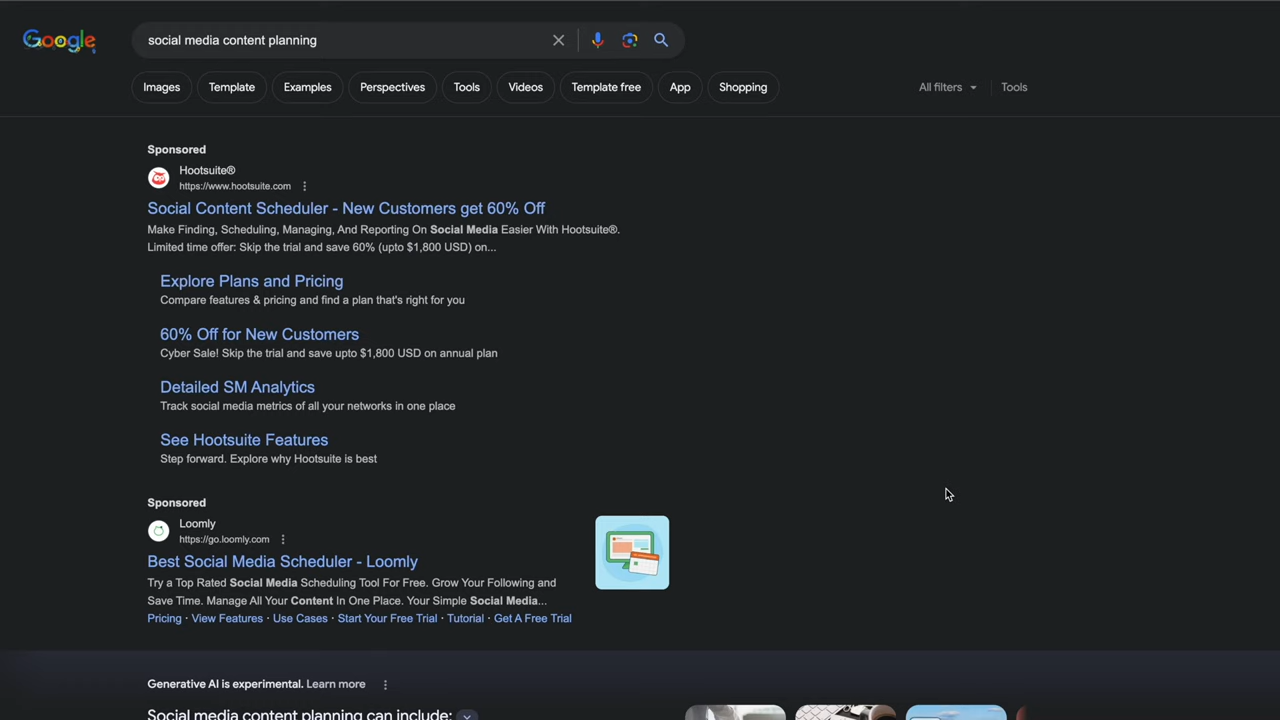 Google
social media content planning
Images Template Examples Perspectives Tools Videos Template free App Shopping All filters Tools
Sponsored
Hootsuite®
https://www.hootsuite.com
Social Content Scheduler - New Customers get 60% Off
Make Finding, Scheduling, Managing, And Reporting On Social Media Easier With Hootsuite®.
Limited time offer: Skip the trial and save 60% (upto $1,800 USD) on...
Explore Plans and Pricing
Compare features & pricing and find a plan that's right for you
60% Off for New Customers
Cyber Sale! Skip the trial and save upto $1,800 USD on annual plan
Detailed SM Analytics
Track social media metrics of all your networks in one place
See Hootsuite Features
Step forward. Explore why Hootsuite is best
Sponsored
Loomly
https://go.loomly.com
Best Social Media Scheduler - Loomly
Try a Top Rated Social Media Scheduling Tool For Free. Grow Your Following and
Save Time. Manage All Your Content In One Place. Your Simple Social Media...
Pricing · View Features · Use Cases · Start Your Free Trial · Tutorial · Get A Free Trial
Generative AI is experimental. Learn more
Social media content planning can include: